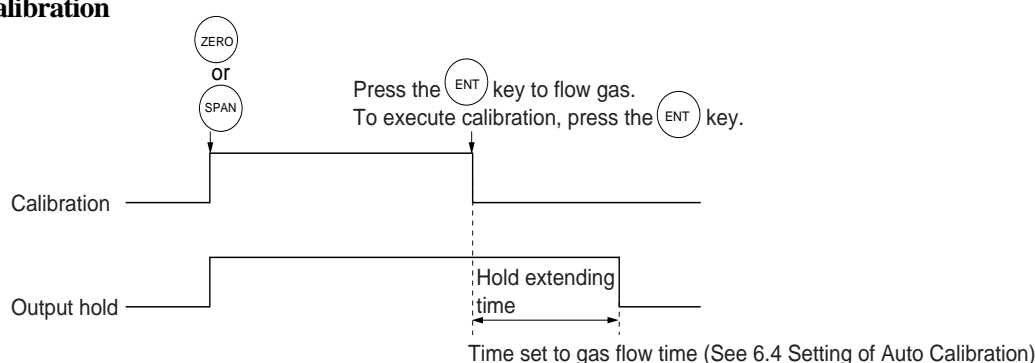 alibration
ZERO
or
SPAN
Press the ENT key to flow gas.
To execute calibration, press the ENT key.
Calibration
Output hold
Hold extending
time
Time set to gas flow time (See 6.4 Setting of Auto Calibration)